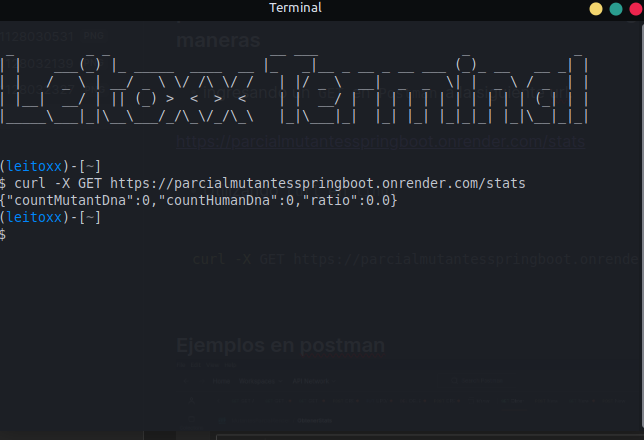 Terminal
maneras
https://parcialmutantesspringboot.onrender.com/stats
(leitoxx)-[~]
$ curl -X GET https://parcialmutantesspringboot.onrender.com/stats
{"countMutantDna":0,"countHumanDna":0,"ratio":0.0}
(leitoxx)-[~]
$
curl -X GET https://parcialmutantesspringboot.onrende
Ejemplos en postman